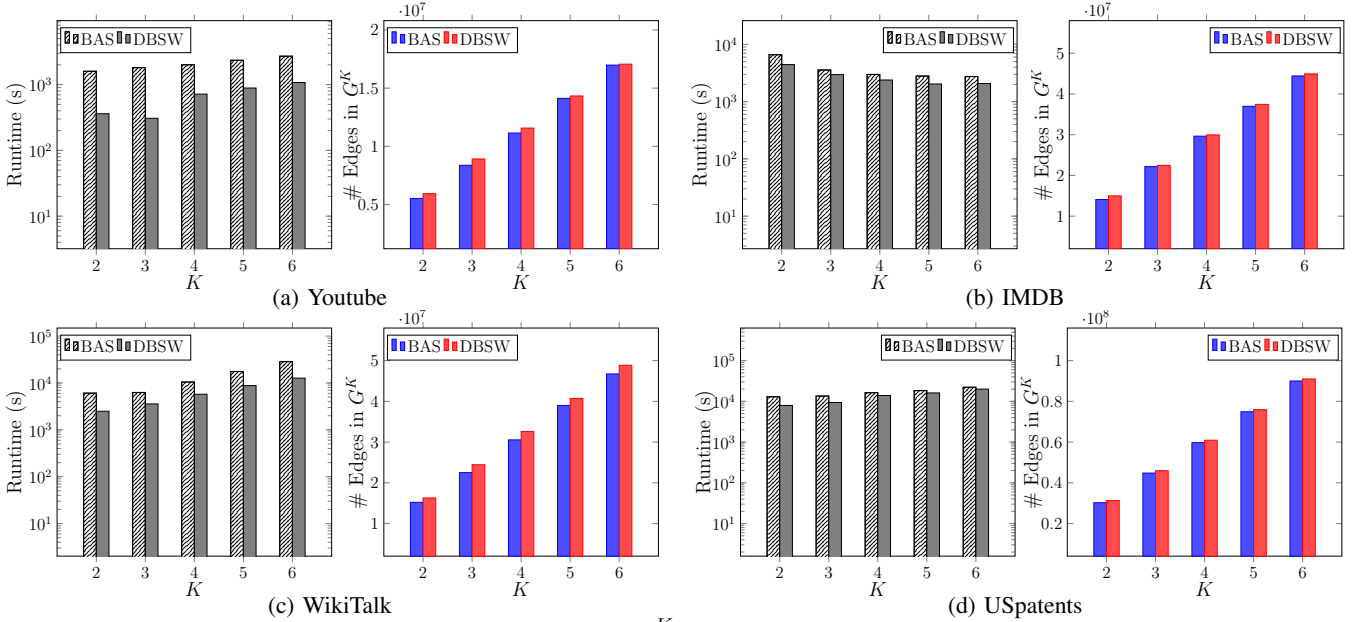 BAS DBSW
Runtime (s)
10^3
10^2
10^1
2 3 4 5 6
K
·10^7
BAS DBSW
# Edges in G^K
2
1.5
1
0.5
2 3 4 5 6
K
(a) Youtube
BAS DBSW
Runtime (s)
10^4
10^3
10^2
10^1
2 3 4 5 6
K
·10^7
BAS DBSW
# Edges in G^K
5
4
3
2
1
2 3 4 5 6
K
(b) IMDB
BAS DBSW
Runtime (s)
10^5
10^4
10^3
10^2
10^1
2 3 4 5 6
K
·10^7
BAS DBSW
# Edges in G^K
5
4
3
2
1
2 3 4 5 6
K
(c) WikiTalk
BAS DBSW
Runtime (s)
10^5
10^4
10^3
10^2
10^1
2 3 4 5 6
K
·10^8
BAS DBSW
# Edges in G^K
1
0.8
0.6
0.4
0.2
2 3 4 5 6
K
(d) USpatents
K